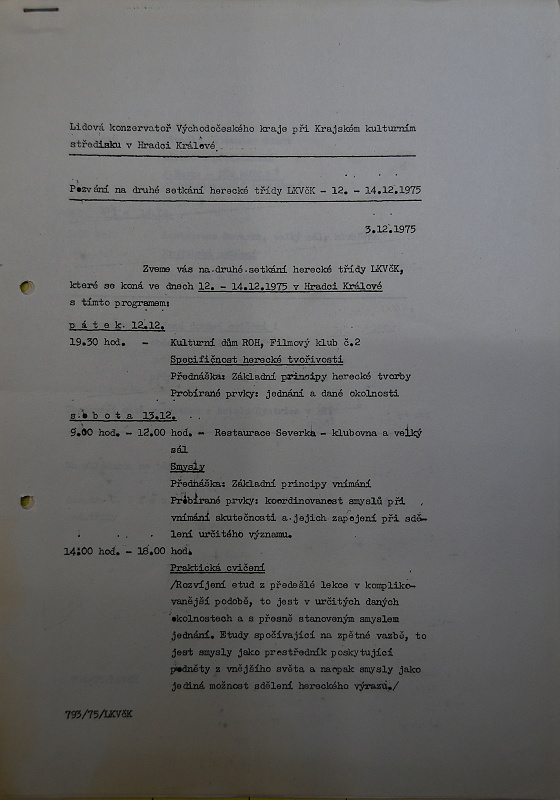 Lidová konzervatoř Východočeského kraje při Krajském kulturním
středisku v Hradci Králové
Pozvání na druhé setkání herecké třídy LKVčK - 12. - 14.12.1975
3.12.1975
Zveme vás na druhé setkání herecké třídy LKVčK,
které se koná ve dnech 12. - 14.12.1975 v Hradci Králové
s tímto programem:
p á t e k 12.12.
19.30 hod. - Kulturní dům ROH, Filmový klub č.2
Specifičnost herecké tvořivosti
Přednáška: Základní principy herecké tvorby
Probírané prvky: jednání a dané okolnosti
s o b o t a 13.12.
9.00 hod. - 12.00 hod. - Restaurace Severka - klubovna a velký
sál
Smysly
Přednáška: Základní principy vnímání
Probírané prvky: koordinovanost smyslů při
vnímání skutečnosti a jejich zapojení při sdě-
lení určitého významu.
14:00 hod. - 18.00 hod.
Praktická cvičení
/Rozvíjení etud z předešlé lekce v kompliko-
vanější podobě, to jest v určitých daných
okolnostech a s přesně stanoveným smyslem
jednání. Etudy spočívající na zpětné vazbě, to
jest smysly jako prostředník poskytující
podněty z vnějšího světa a naopak smysly jako
jediná možnost sdělení hereckého výrazu./
793/75/LKVčK